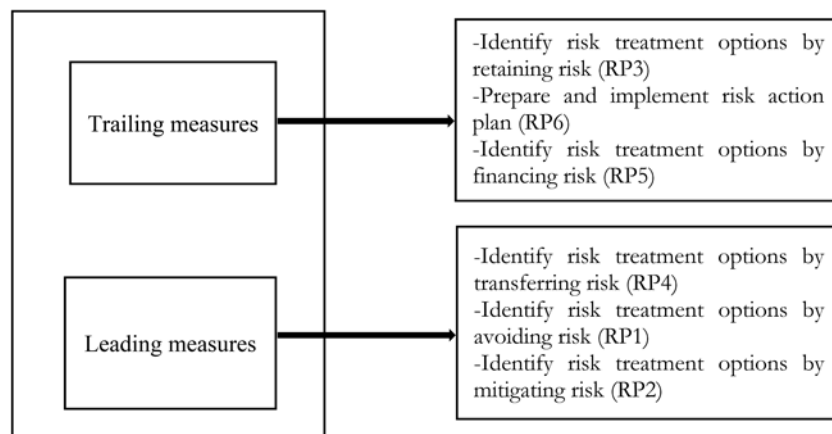 Trailing measures
-Identify risk treatment options by
retaining risk (RP3)
-Prepare and implement risk action
plan (RP6)
-Identify risk treatment options by
financing risk (RP5)
Leading measures
-Identify risk treatment options by
transferring risk (RP4)
-Identify risk treatment options by
avoiding risk (RP1)
-Identify risk treatment options by
mitigating risk (RP2)